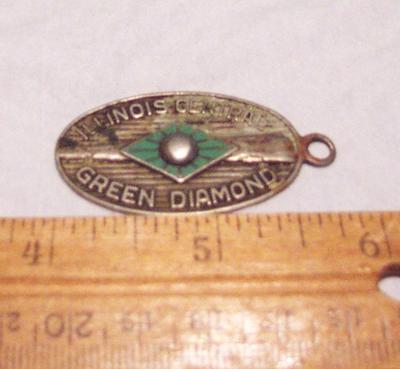 ILLINOIS CENTRAL
GREEN DIAMOND
4 5 6